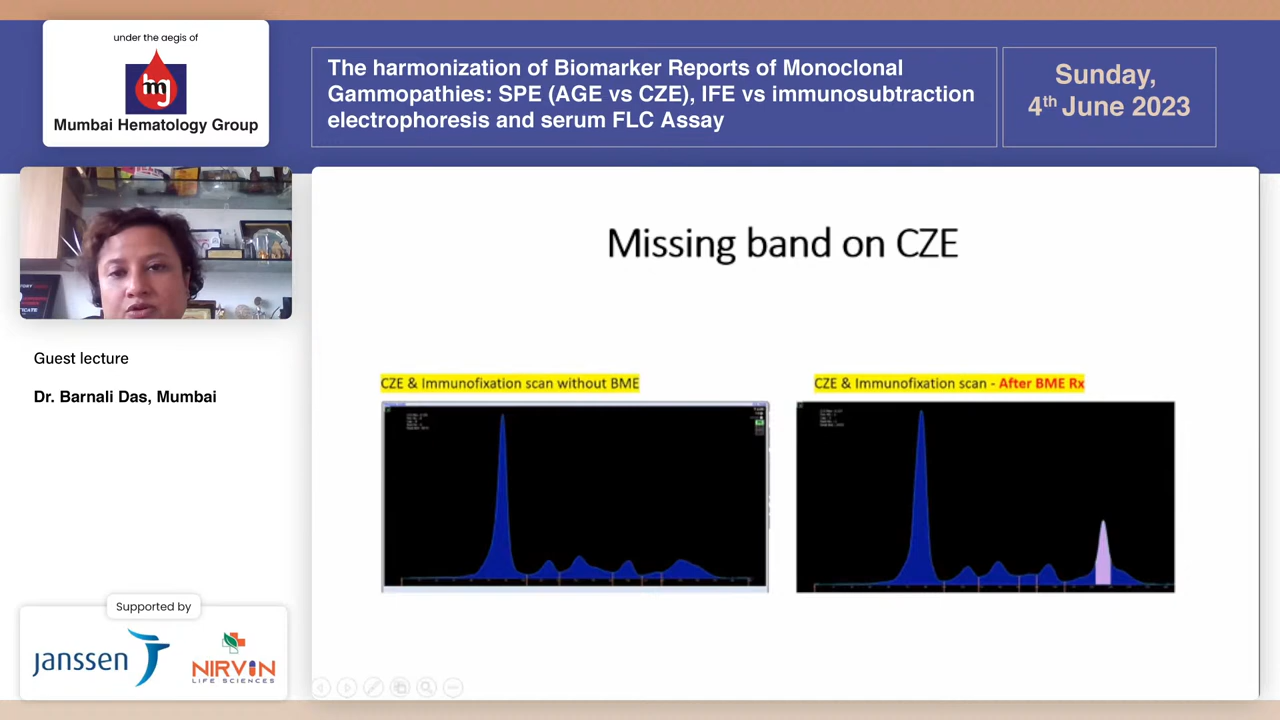 under the aegis of
mg
Mumbai Hematology Group
The harmonization of Biomarker Reports of Monoclonal
Gammopathies: SPE (AGE vs CZE), IFE vs immunosubtraction
electrophoresis and serum FLC Assay
Sunday,
4th June 2023
Guest lecture
Dr. Barnali Das, Mumbai
Supported by
janssen
NIRVIN
LIFE SCIENCES
Missing band on CZE
CZE & Immunofixation scan without BME
CZE & Immunofixation scan - After BME Rx